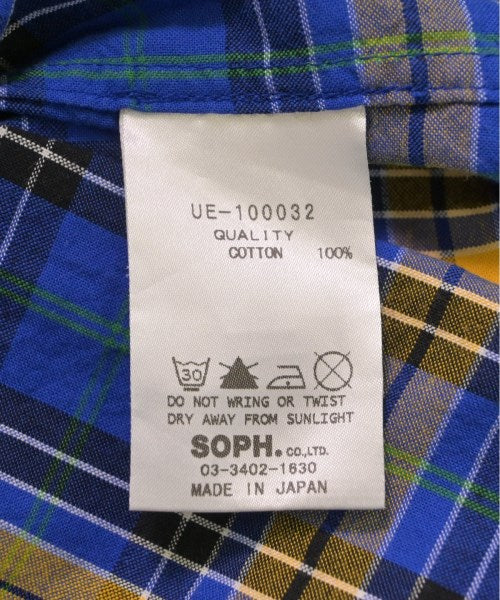 UE-100032
QUALITY
COTTON 100%
30
DO NOT WRING OR TWIST
DRY AWAY FROM SUNLIGHT
SOPH. CO.,LTD.
03-3402-1830
MADE IN JAPAN